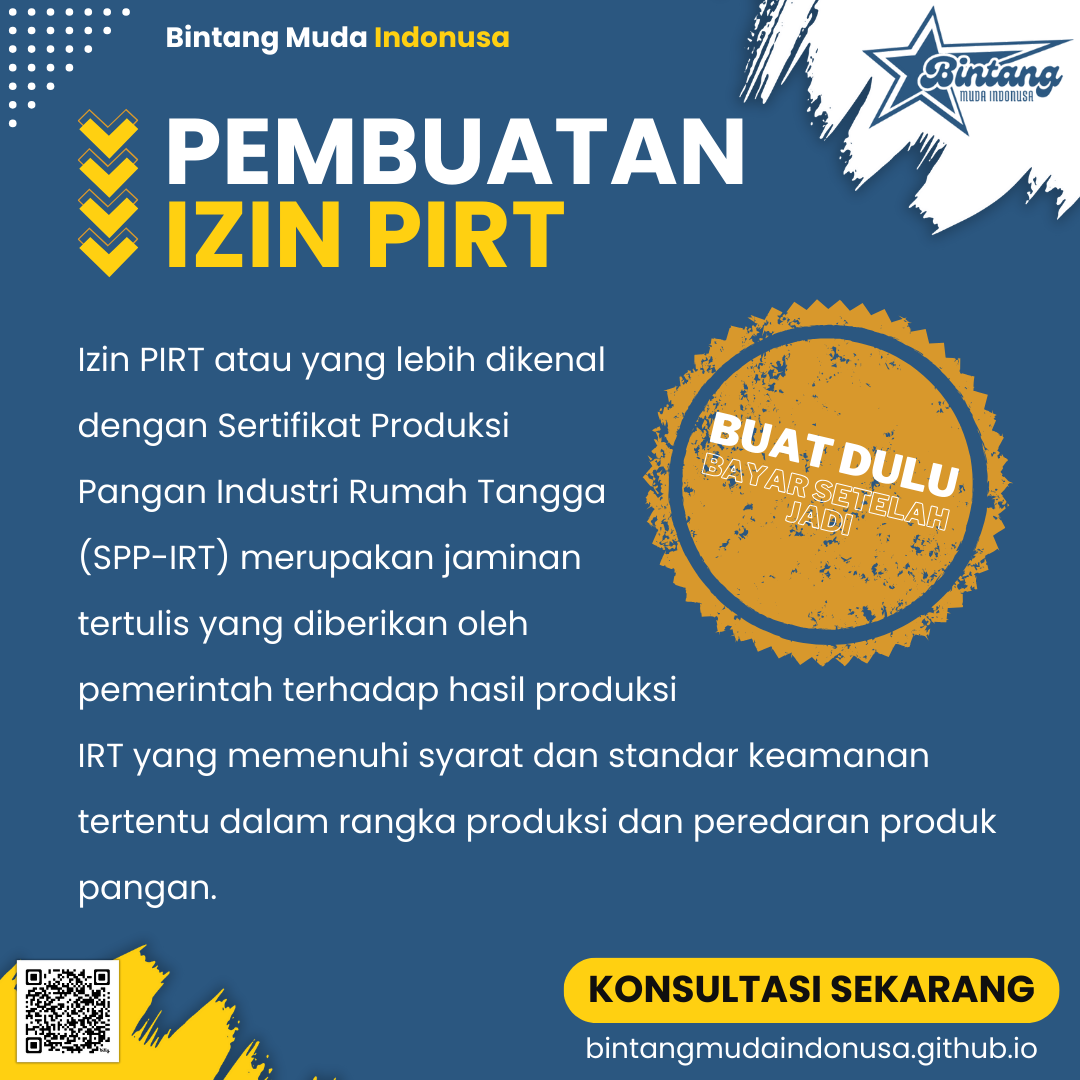 Bintang Muda Indonusa
Bintang
MUDA INDONUSA
PEMBUATAN
IZIN PIRT
Izin PIRT atau yang lebih dikenal
dengan Sertifikat Produksi
Pangan Industri Rumah Tangga
(SPP-IRT) merupakan jaminan
tertulis yang diberikan oleh
pemerintah terhadap hasil produksi
IRT yang memenuhi syarat dan standar keamanan
tertentu dalam rangka produksi dan peredaran produk
pangan.
BUAT DULU
BAYAR SETELAH
JADI
KONSULTASI SEKARANG
bintangmudaindonusa.github.io